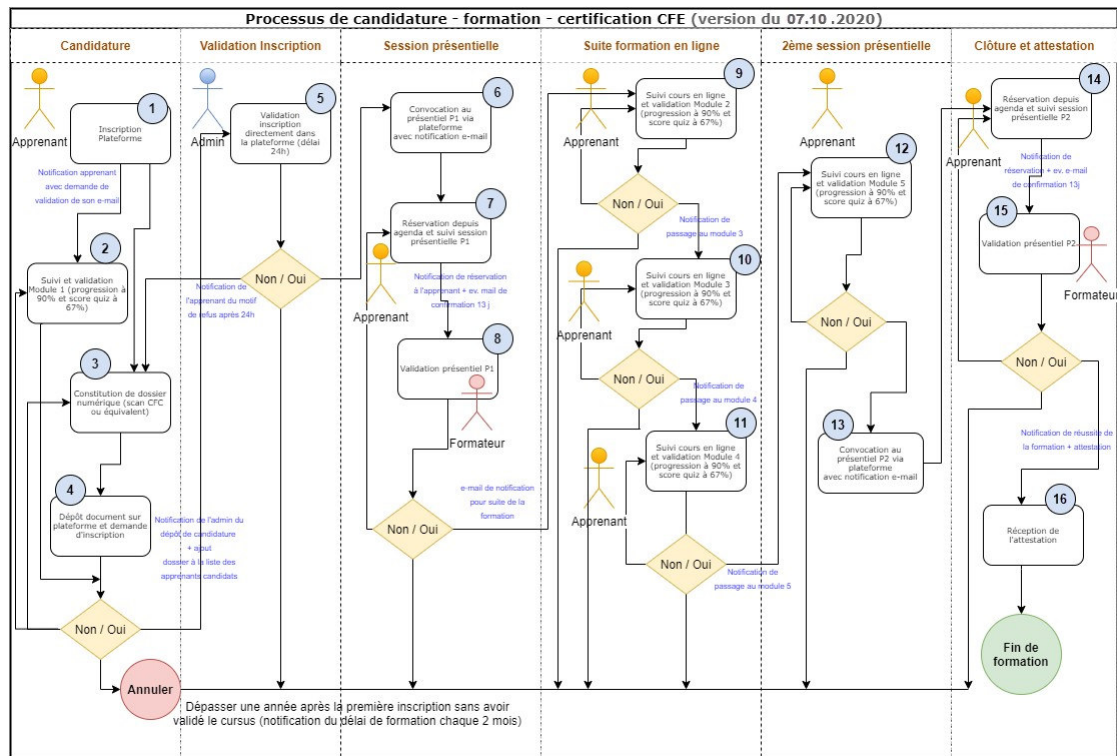 Processus de candidature - formation - certification CFE (version du 07.10 .2020)
Candidature
Validation Inscription
Session présentielle
Suite formation en ligne
2ème session présentielle
Clôture et attestation
Apprenant
1
Inscription
Plateforme
Notification apprenant
avec demande de
validation de son e-mail
2
Suivi et validation
Module 1 (progression à
90% et score quiz à
67%)
3
Constitution de dossier
numérique (scan CFC
ou équivalent)
4
Dépôt document sur
plateforme et demande
d'inscription
Non / Oui
Annuler
Admin
5
Validation
inscription
directement dans
la plateforme (délai
24h)
Non / Oui
Notification de
l'apprenant du motif
de refus après 24h
Notification de l'admin du
dépôt de candidature
+ ajout
dossier à la liste des
apprenants candidats
6
Convocation au
présentiel P1 via
plateforme
avec notification e-mail
7
Réservation depuis
agenda et suivi session
présentielle P1
Apprenant
Notification de réservation
à l'apprenant + ev. mail de
confirmation 13 j
8
Validation présentiel P1
Formateur
e-mail de notification
pour suite de la
formation
Non / Oui
9
Suivi cours en ligne
et validation Module 2
(progression à 90% et
score quiz à 67%)
Apprenant
Non / Oui
Notification de
passage au module 3
10
Suivi cours en ligne
et validation Module 3
(progression à 90% et
score quiz à 67%)
Apprenant
Non / Oui
Notification de
passage au module 4
11
Suivi cours en ligne
et validation Module 4
(progression à 90% et
score quiz à 67%)
Apprenant
Non / Oui
Notification de
passage au module 5
12
Apprenant
Suivi cours en ligne
et validation Module 5
(progression à 90% et
score quiz à 67%)
Non / Oui
13
Convocation au
présentiel P2 via
plateforme
avec notification e-mail
14
Réservation depuis
agenda et suivi session
présentielle P2
Apprenant
Notification de
réservation + ev. e-mail
de confirmation 13j
15
Validation présentiel P2
Formateur
Non / Oui
Notification de réussite de
la formation + attestation
16
Réception de
l'attestation
Fin de
formation
Dépasser une année après la première inscription sans avoir
validé le cursus (notification du délai de formation chaque 2 mois)